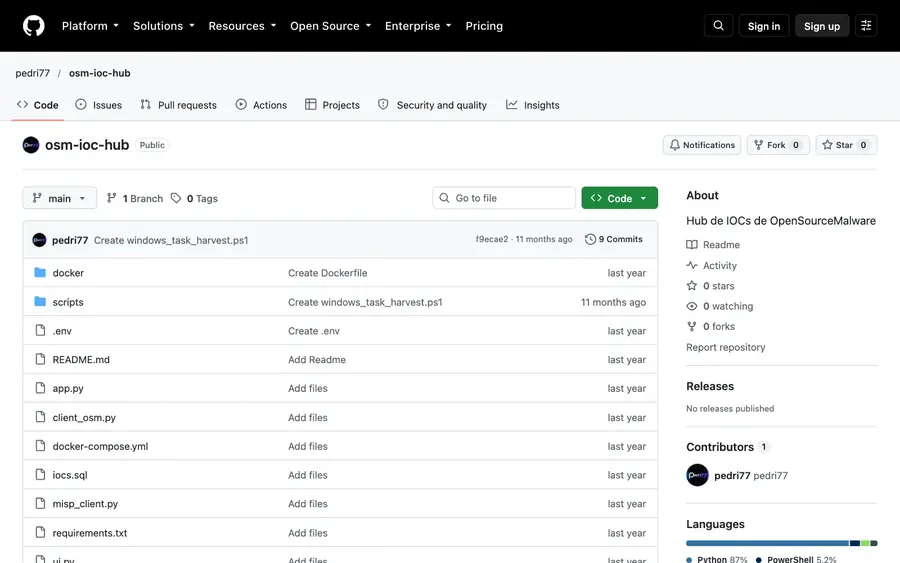 Platform Solutions Resources Open Source Enterprise Pricing Sign in Sign up
pedri77 / osm-ioc-hub
Code Issues Pull requests Actions Projects Security and quality Insights
osm-ioc-hub Public Notifications Fork 0 Star 0
main 1 Branch 0 Tags Go to file Code
pedri77 Create windows_task_harvest.ps1 f9ecae2 · 11 months ago 9 Commits
docker Create Dockerfile last year
scripts Create windows_task_harvest.ps1 11 months ago
.env Create .env last year
README.md Add Readme last year
app.py Add files last year
client_osm.py Add files last year
docker-compose.yml Add files last year
iocs.sql Add files last year
misp_client.py Add files last year
requirements.txt Add files last year
ui.py Add files last year
About
Hub de IOCs de OpenSourceMalware
Readme
Activity
0 stars
0 watching
0 forks
Report repository
Releases
No releases published
Contributors 1
pedri77 pedri77
Languages
Python 87% PowerShell 5.2%